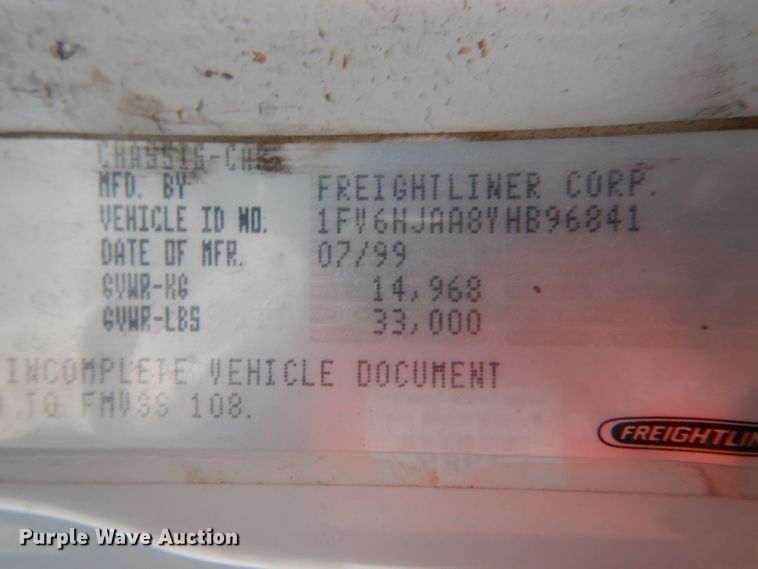 CHASSIS-CAB
MFD. BY FREIGHTLINER CORP.
VEHICLE ID NO. 1FV6HJAA8YHB96841
DATE OF MFR. 07/99
GVWR-KG 14,968
GVWR-LBS 33,000
INCOMPLETE VEHICLE DOCUMENT
TO FMVSS 108.
FREIGHTLIN
Purple Wave Auction